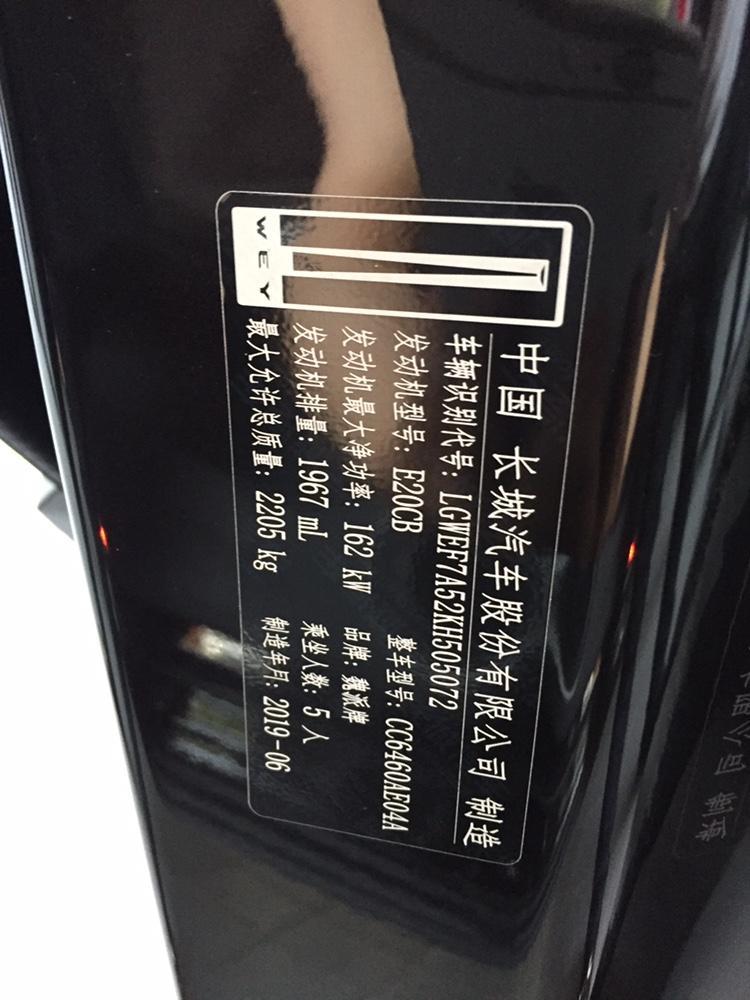 WEY
中国 长城汽车股份有限公司 制造
车辆识别代号: LGWEF7A52KH505072
发动机型号: E20CB 整车型号: CC6460AE04A
发动机最大净功率: 162 kW 品牌: 魏派牌
发动机排量: 1967 mL 乘坐人数: 5 人
最大允许总质量: 2205 kg 制造年月: 2019-06
公司 制造